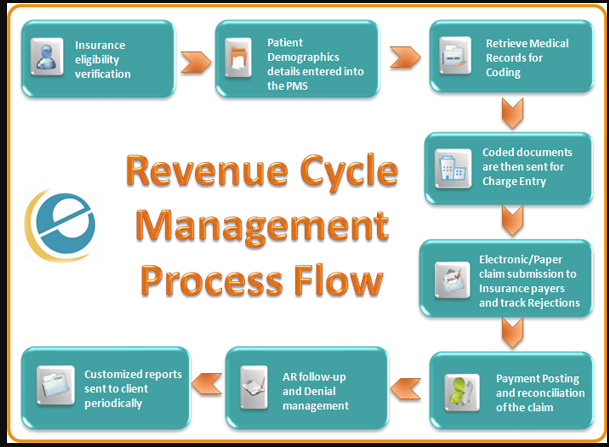 Insurance
eligibility
verification
Patient
Demographics
details entered into
the PMS
Retrieve Medical
Records for
Coding
Coded documents
are then sent for
Charge Entry
Electronic/Paper
claim submission to
Insurance payers
and track Rejections
Payment Posting
and reconciliation
of the claim
AR follow-up
and Denial
management
Customized reports
sent to client
periodically
Revenue Cycle
Management
Process Flow
e